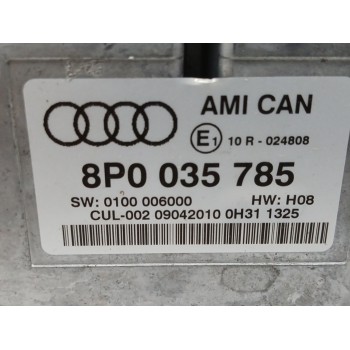 AMI CAN
E1 10 R - 024808
8P0 035 785
SW: 0100 006000 HW: H08
CUL-002 09042010 0H31 1325